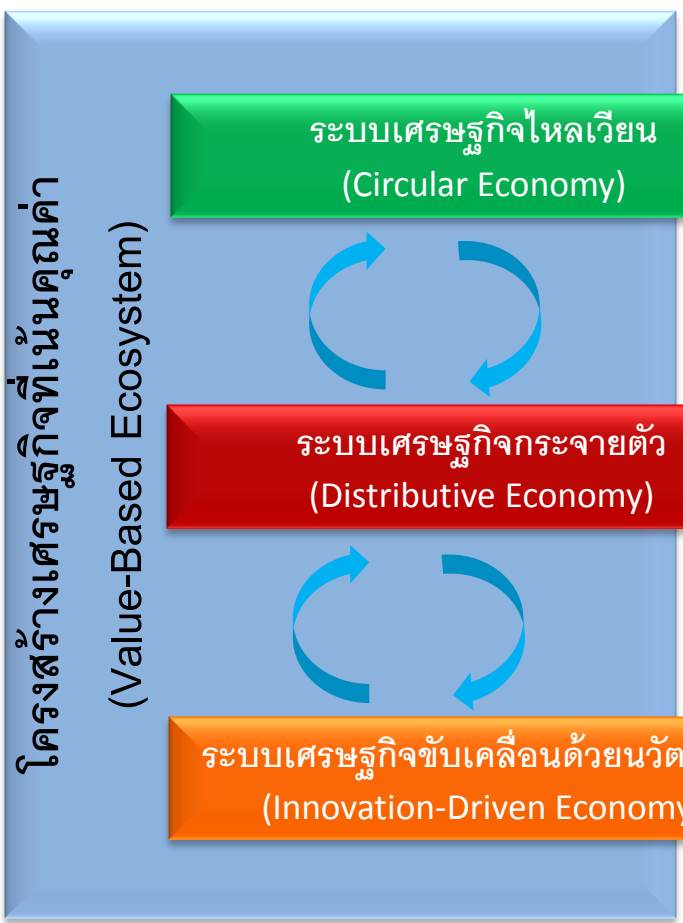 โครงสร้างเศรษฐกิจที่เน้นคุณค่า
(Value-Based Ecosystem)
ระบบเศรษฐกิจไหลเวียน
(Circular Economy)
ระบบเศรษฐกิจกระจายตัว
(Distributive Economy)
ระบบเศรษฐกิจขับเคลื่อนด้วยนวัต
(Innovation-Driven Economy